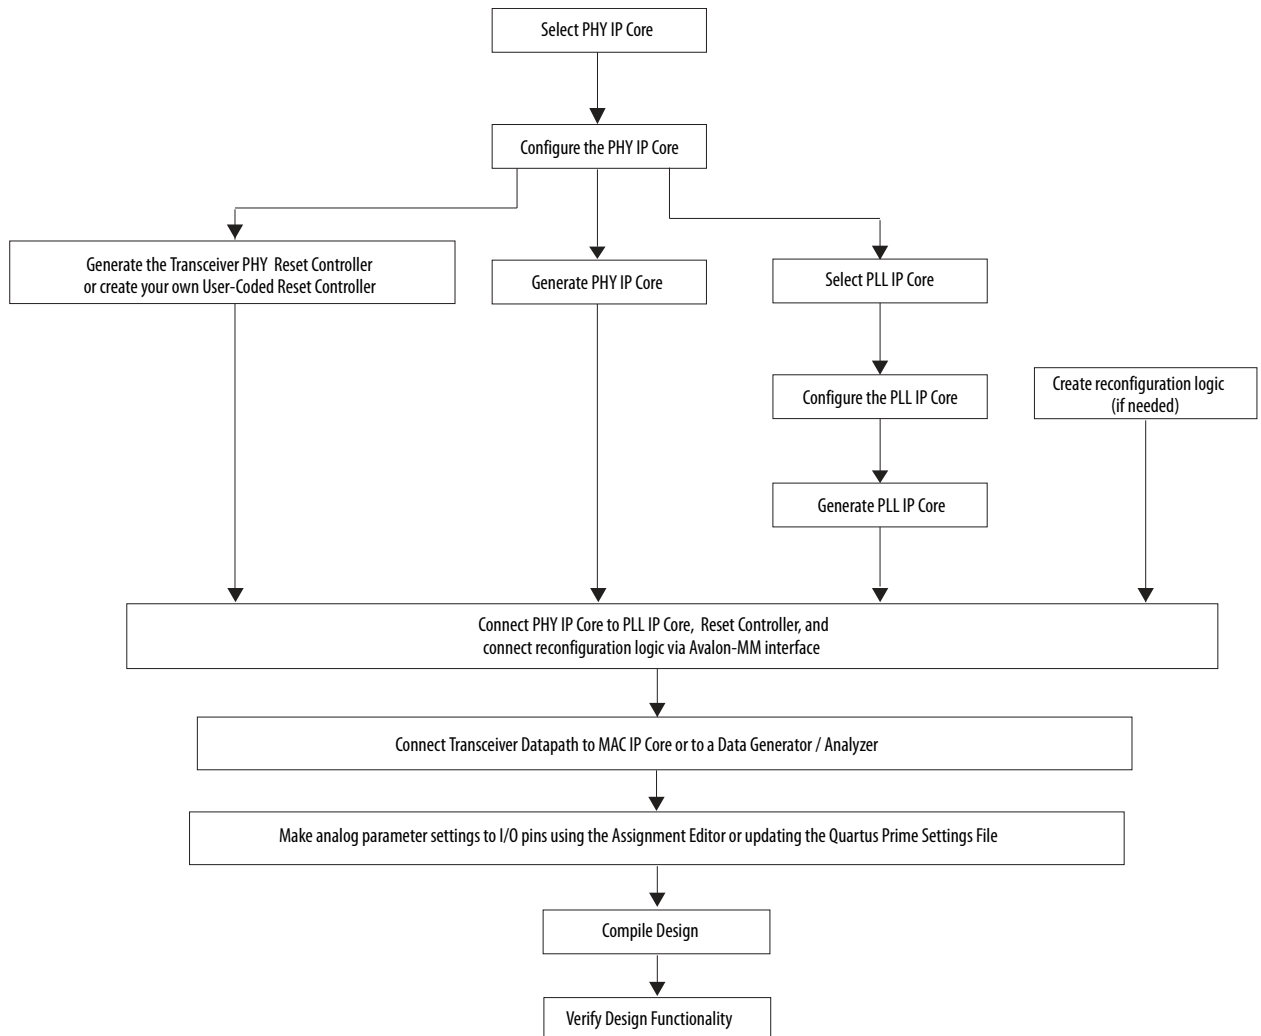 Select PHY IP Core
Configure the PHY IP Core
Generate the Transceiver PHY Reset Controller
or create your own User-Coded Reset Controller
Generate PHY IP Core
Select PLL IP Core
Configure the PLL IP Core
Create reconfiguration logic
(if needed)
Generate PLL IP Core
Connect PHY IP Core to PLL IP Core, Reset Controller, and
connect reconfiguration logic via Avalon-MM interface
Connect Transceiver Datapath to MAC IP Core or to a Data Generator / Analyzer
Make analog parameter settings to I/O pins using the Assignment Editor or updating the Quartus Prime Settings File
Compile Design
Verify Design Functionality